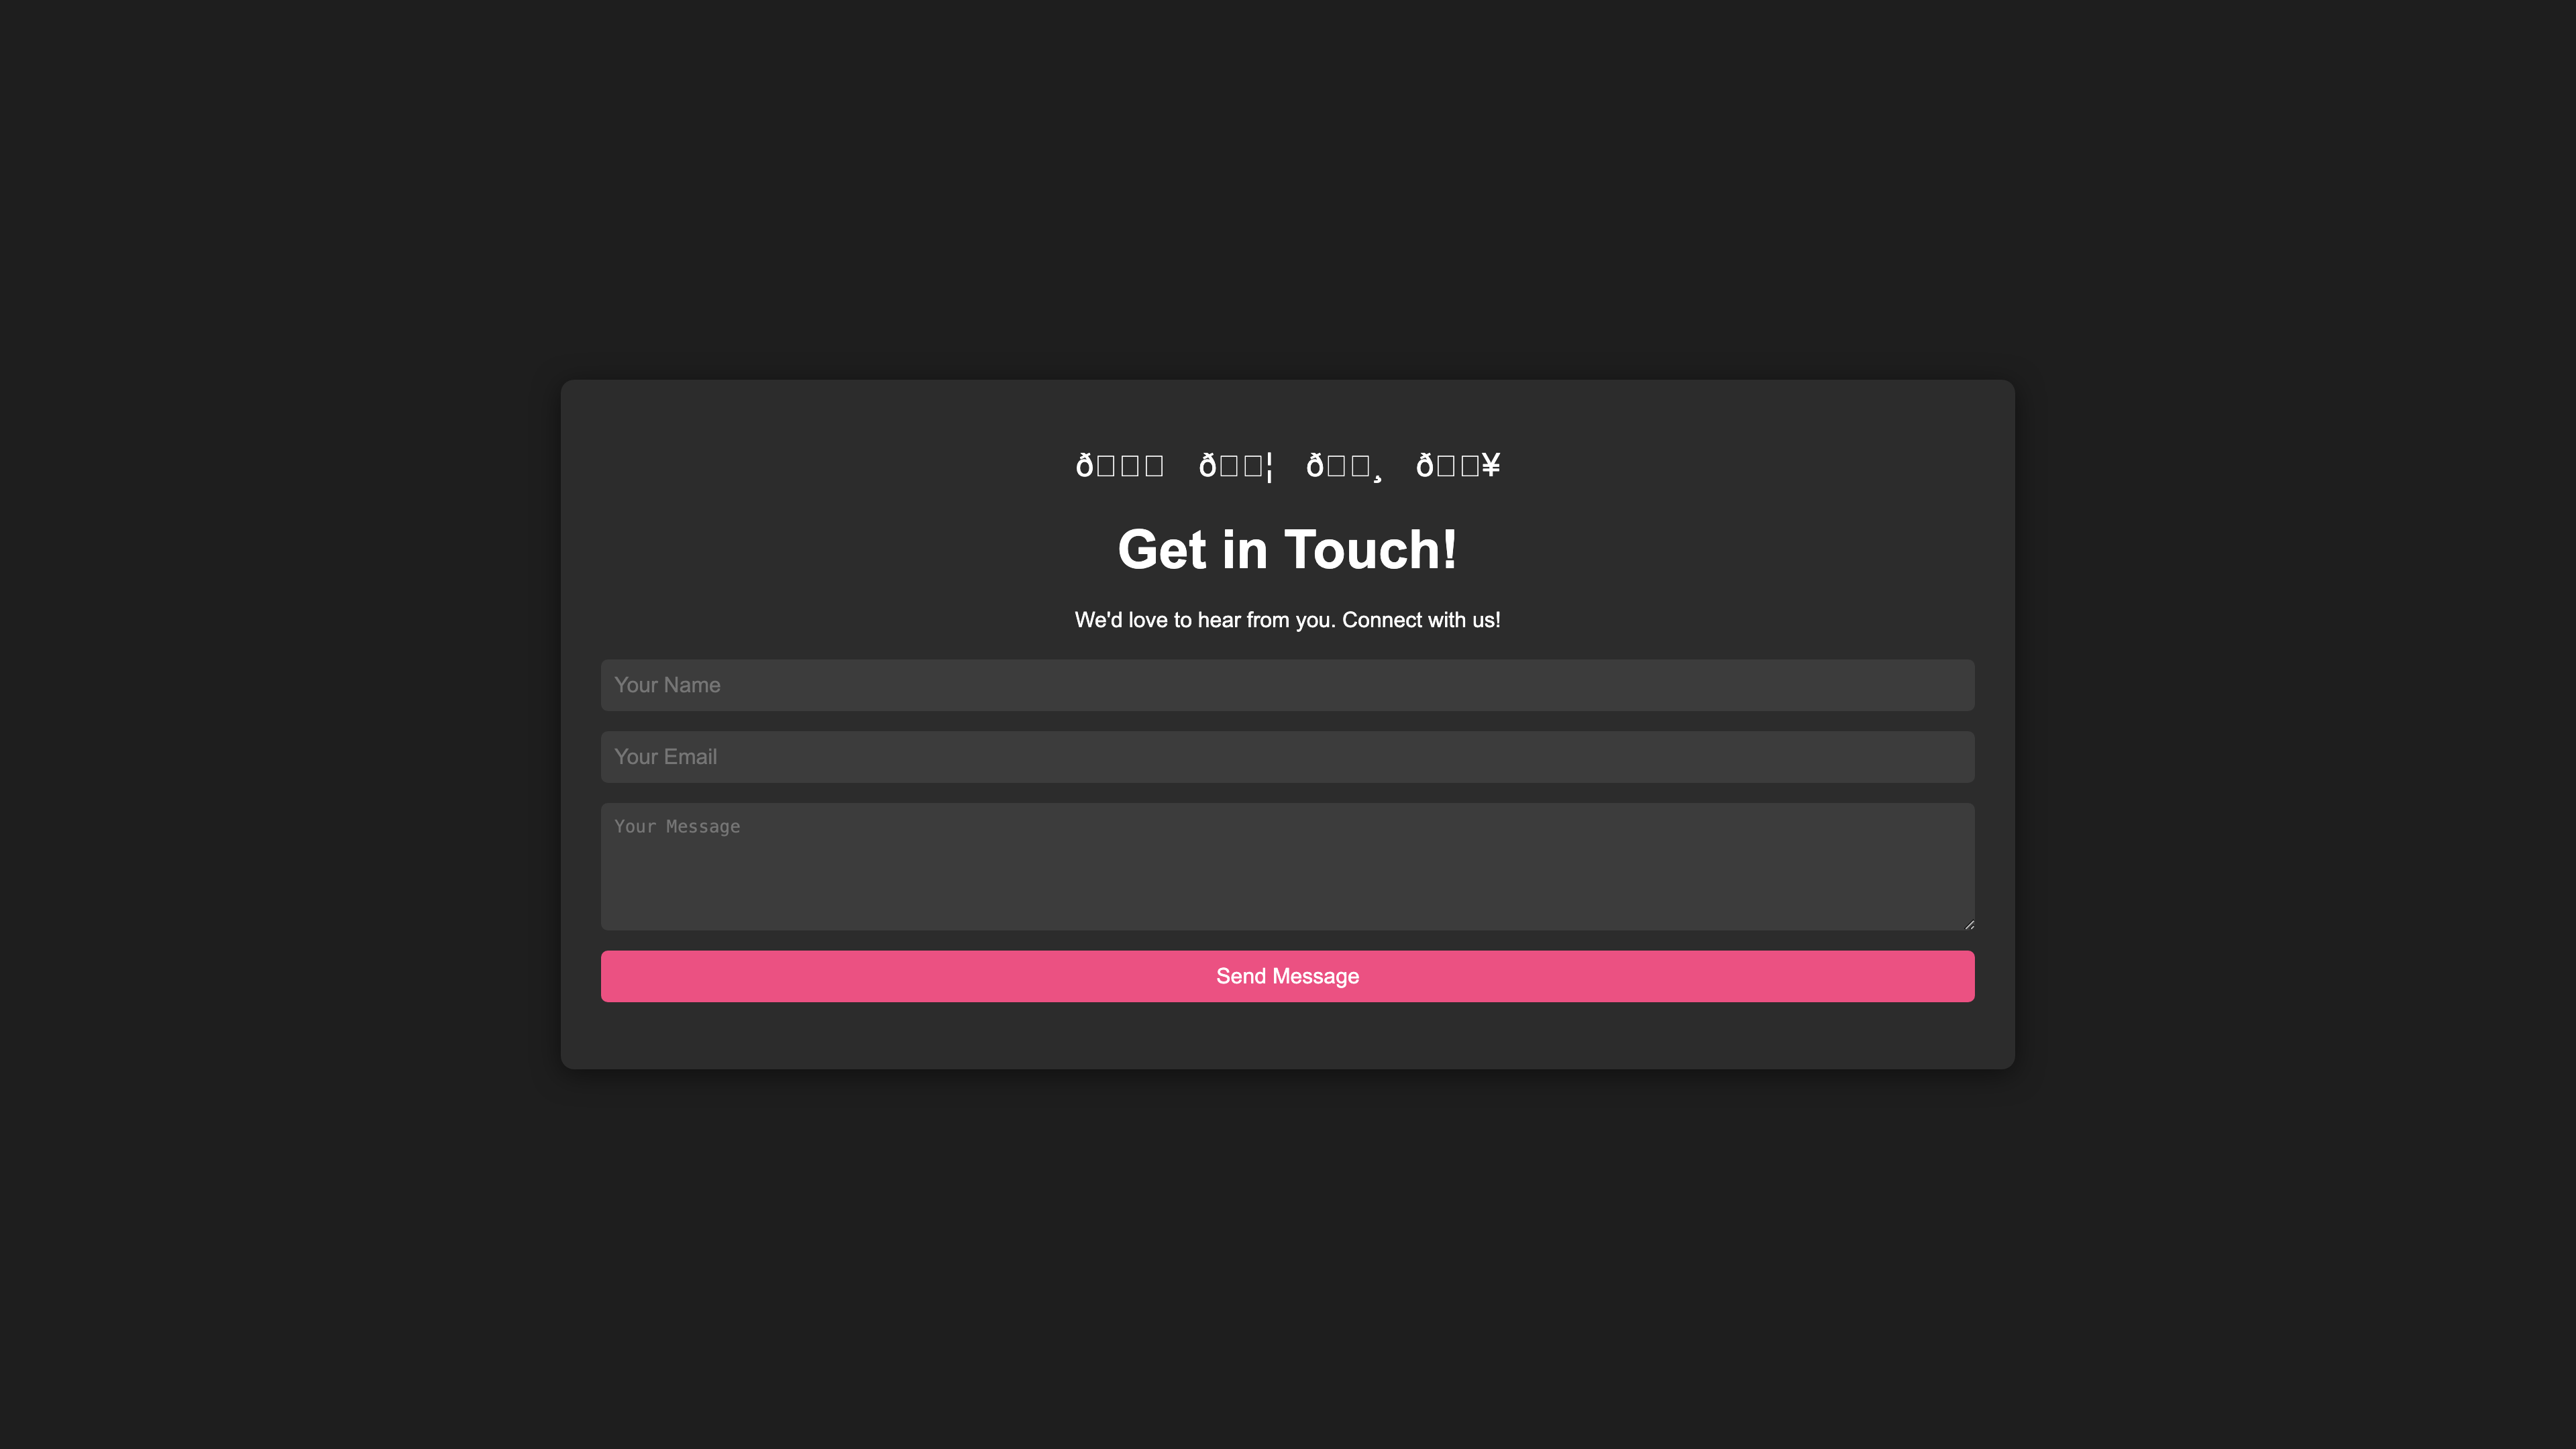 Get in Touch!
We'd love to hear from you. Connect with us!
Your Name
Your Email
Your Message
Send Message